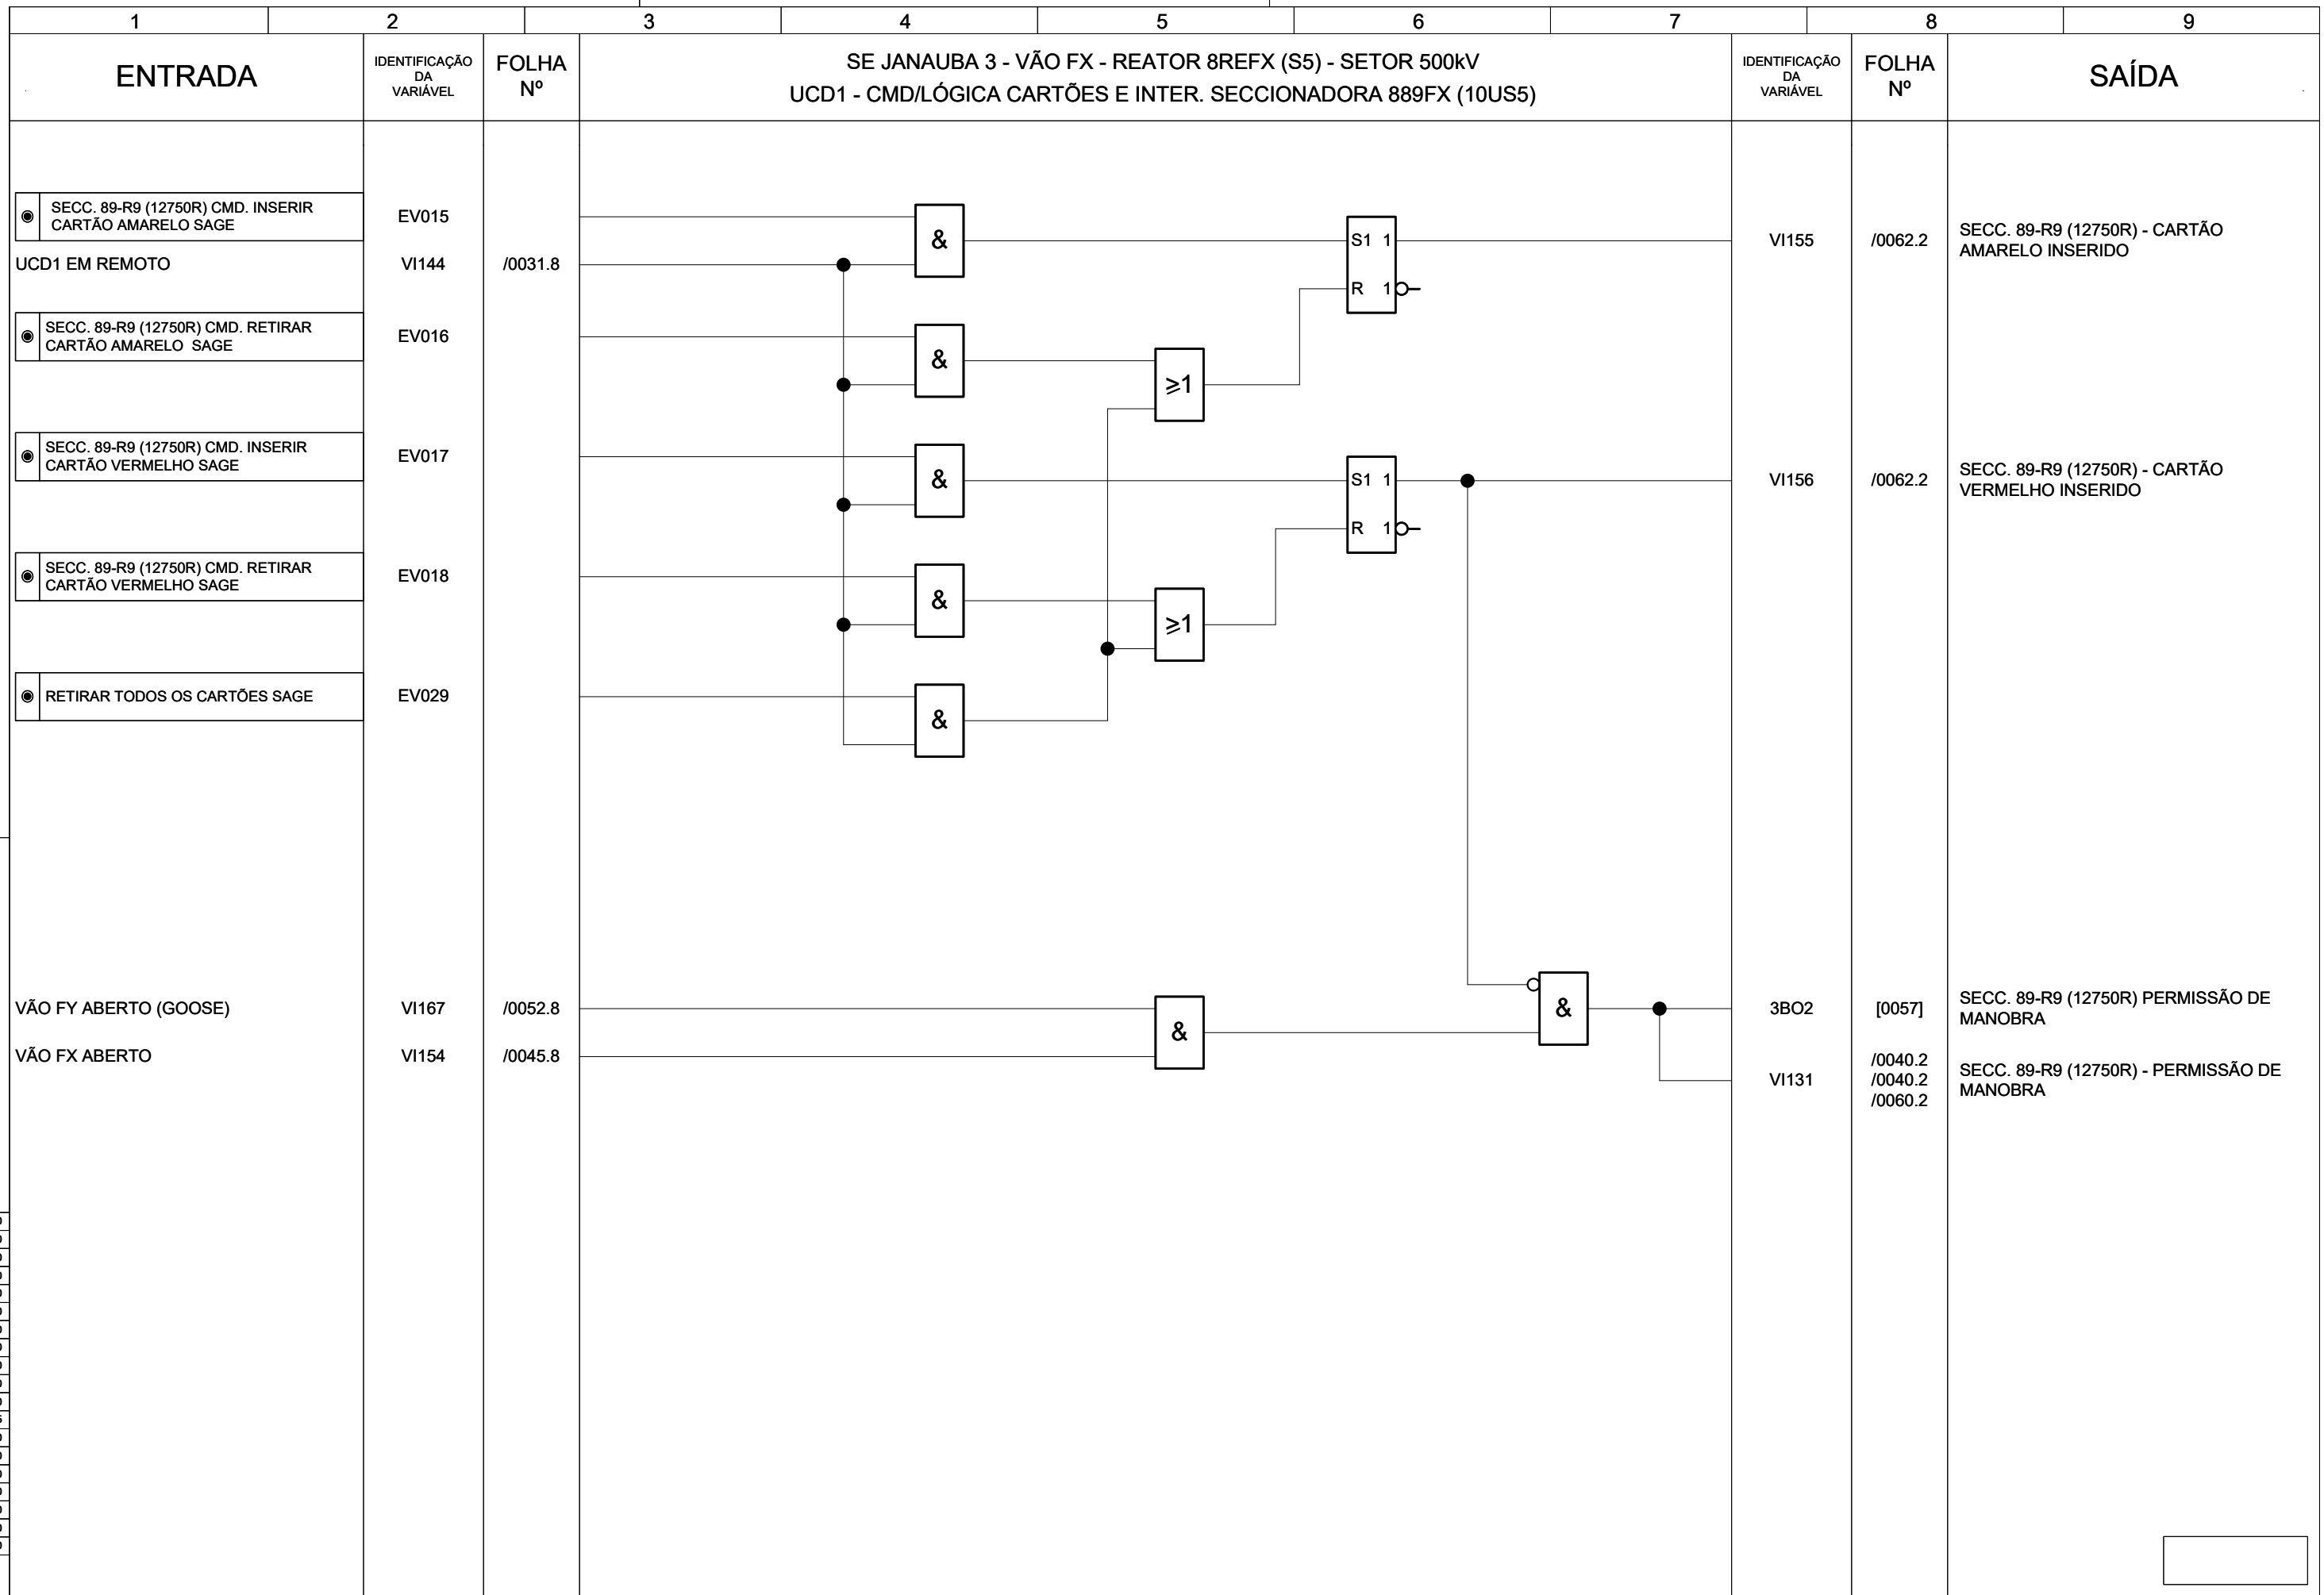 1 2 3 4 5 6 7 8 9
ENTRADA
IDENTIFICAÇÃO
DA
VARIÁVEL
FOLHA
Nº
SE JANAUBA 3 - VÃO FX - REATOR 8REFX (S5) - SETOR 500kV
UCD1 - CMD/LÓGICA CARTÕES E INTER. SECCIONADORA 889FX (10US5)
IDENTIFICAÇÃO
DA
VARIÁVEL
FOLHA
Nº
SAÍDA
SECC. 89-R9 (12750R) CMD. INSERIR
CARTÃO AMARELO SAGE
EV015
&
S1 1
R 1
VI155
/0062.2
SECC. 89-R9 (12750R) - CARTÃO
AMARELO INSERIDO
UCD1 EM REMOTO
VI144
/0031.8
SECC. 89-R9 (12750R) CMD. RETIRAR
CARTÃO AMARELO SAGE
EV016
&
≥1
SECC. 89-R9 (12750R) CMD. INSERIR
CARTÃO VERMELHO SAGE
EV017
&
S1 1
R 1
VI156
/0062.2
SECC. 89-R9 (12750R) - CARTÃO
VERMELHO INSERIDO
SECC. 89-R9 (12750R) CMD. RETIRAR
CARTÃO VERMELHO SAGE
EV018
&
≥1
RETIRAR TODOS OS CARTÕES SAGE
EV029
&
VÃO FY ABERTO (GOOSE)
VI167
/0052.8
&
&
3BO2
[0057]
SECC. 89-R9 (12750R) PERMISSÃO DE
MANOBRA
VÃO FX ABERTO
VI154
/0045.8
VI131
/0040.2
/0040.2
/0060.2
SECC. 89-R9 (12750R) - PERMISSÃO DE
MANOBRA